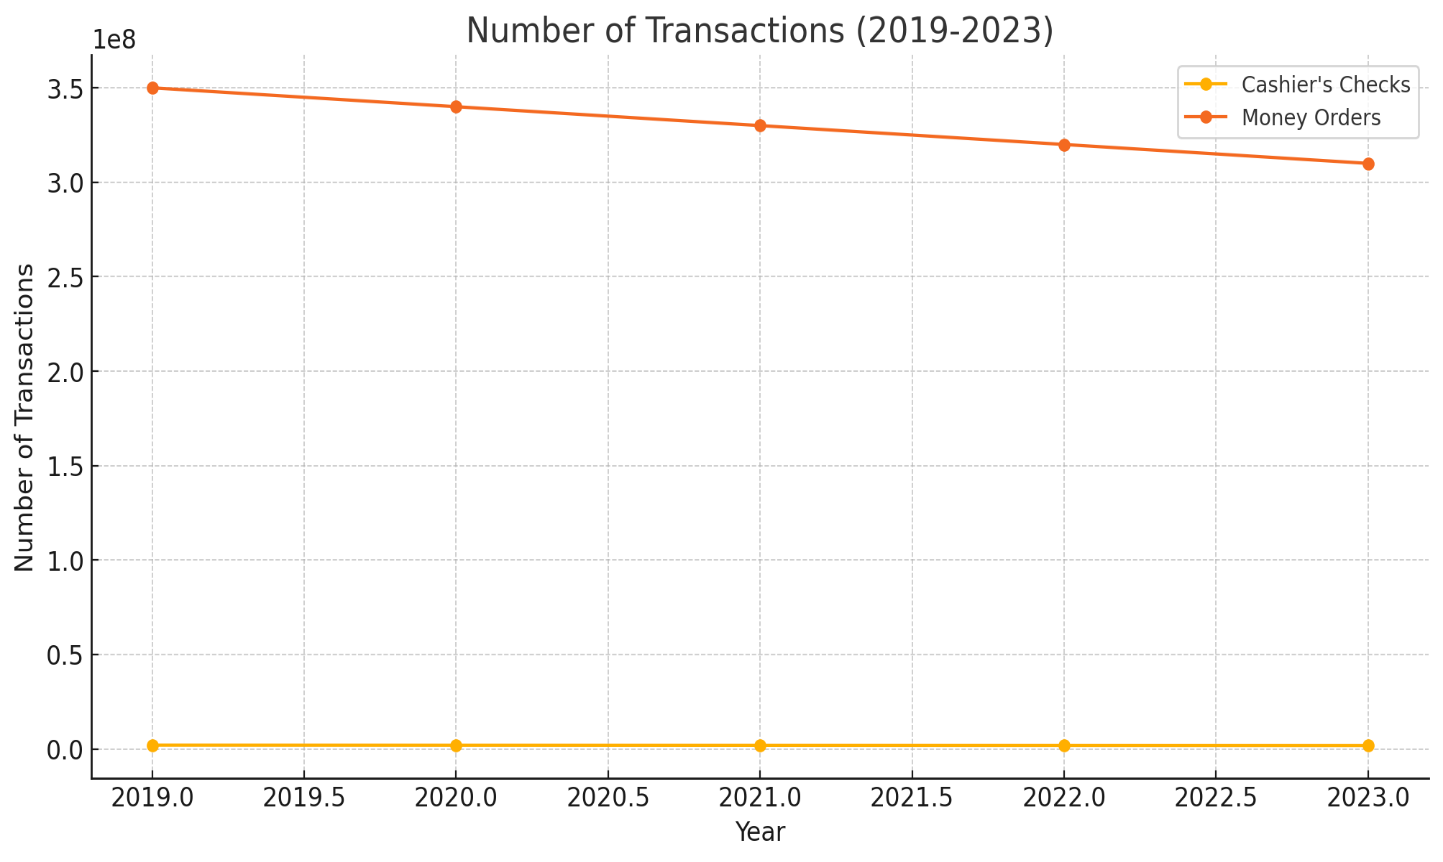 Number of Transactions (2019-2023)
1e8
Cashier's Checks
Money Orders
3.5
3.0
2.5
2.0
1.5
1.0
0.5
0.0
Number of Transactions
2019.0 2019.5 2020.0 2020.5 2021.0 2021.5 2022.0 2022.5 2023.0
Year